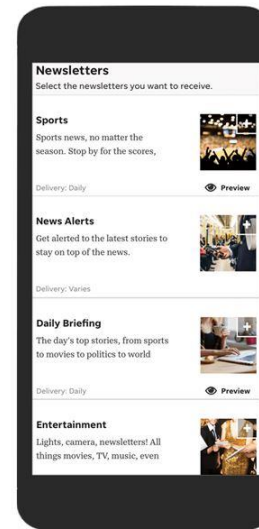 Newsletters
Select the newsletters you want to receive.
Sports
Sports news, no matter the
season. Stop by for the scores,
Delivery: Daily
Preview
News Alerts
Get alerted to the latest stories to
stay on top of the news.
Delivery: Varies
Daily Briefing
The day's top stories, from sports
to movies to politics to world
Delivery: Daily
Preview
Entertainment
Lights, camera, newsletters! All
things movies, TV, music, even